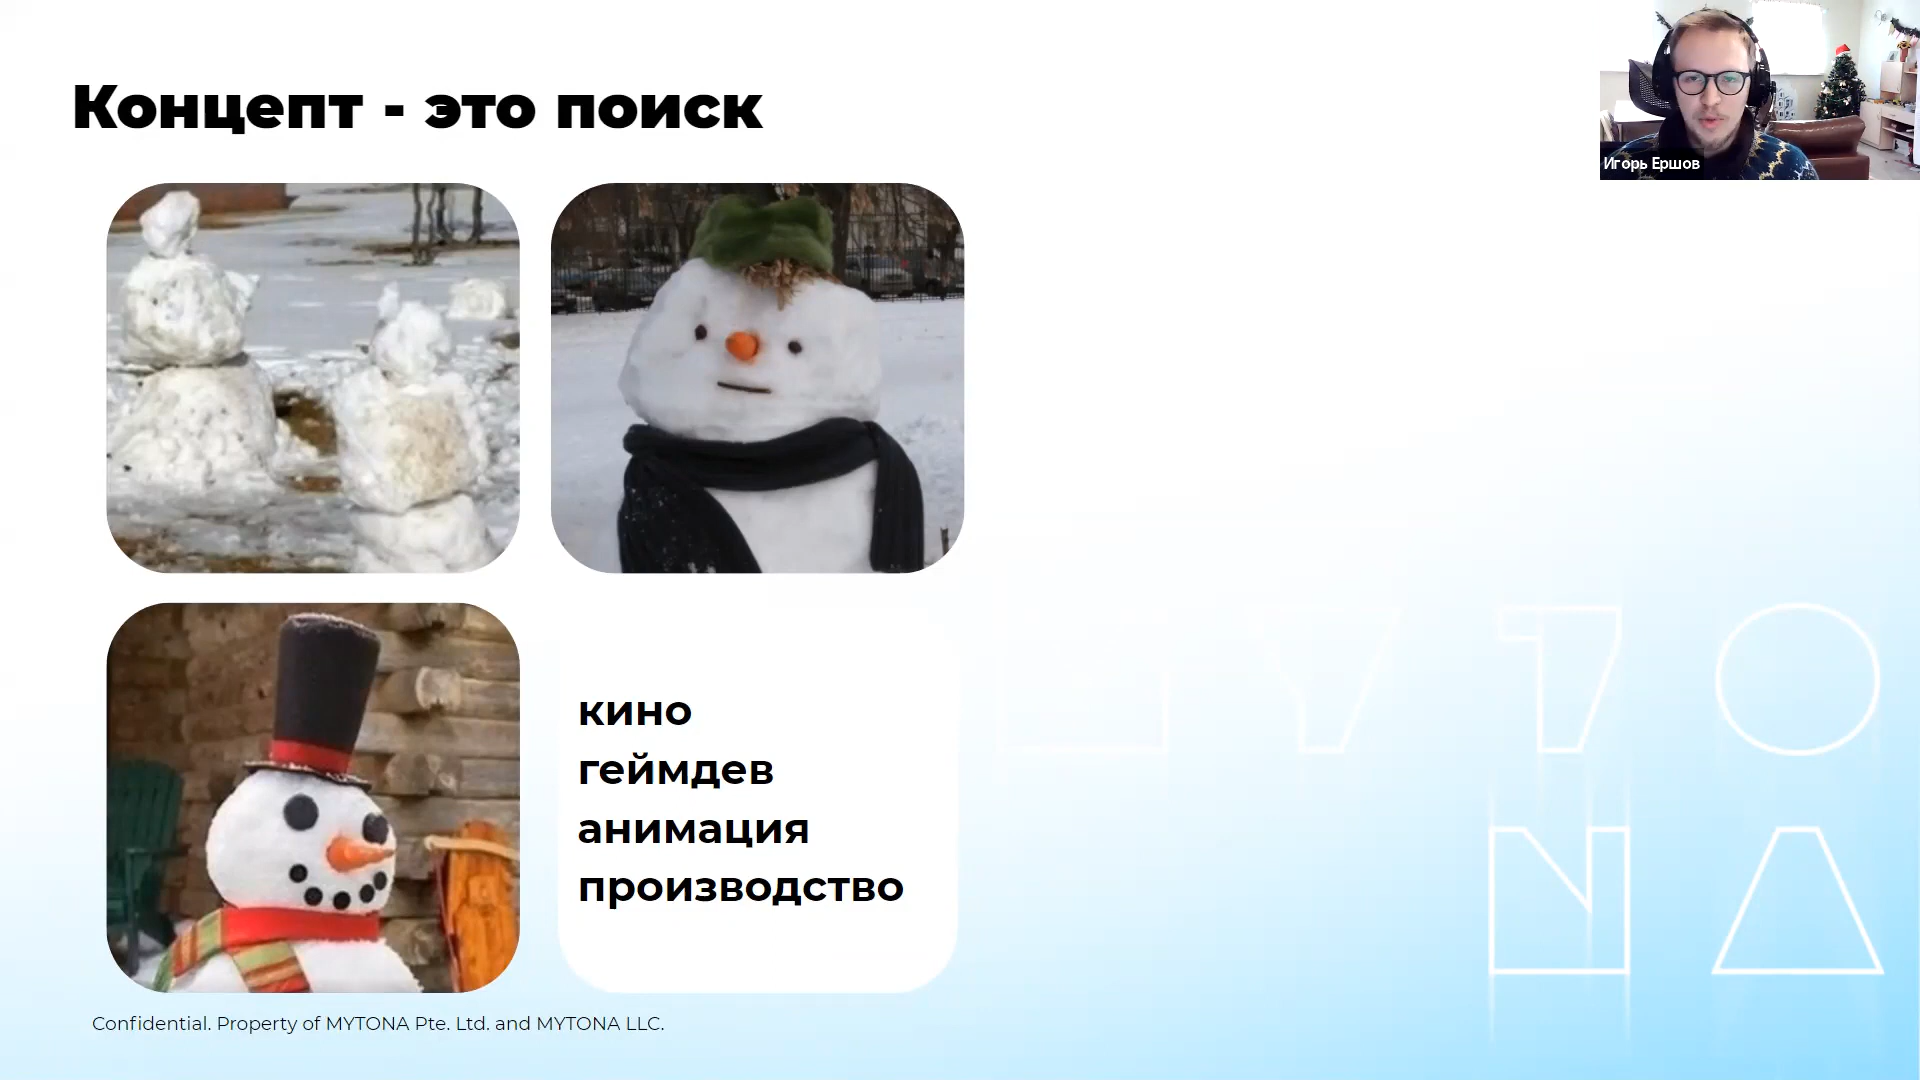 Концепт - это поиск
Игорь Ершов
кино
геймдев
анимация
производство
MYTONA
Confidential. Property of MYTONA Pte. Ltd. and MYTONA LLC.